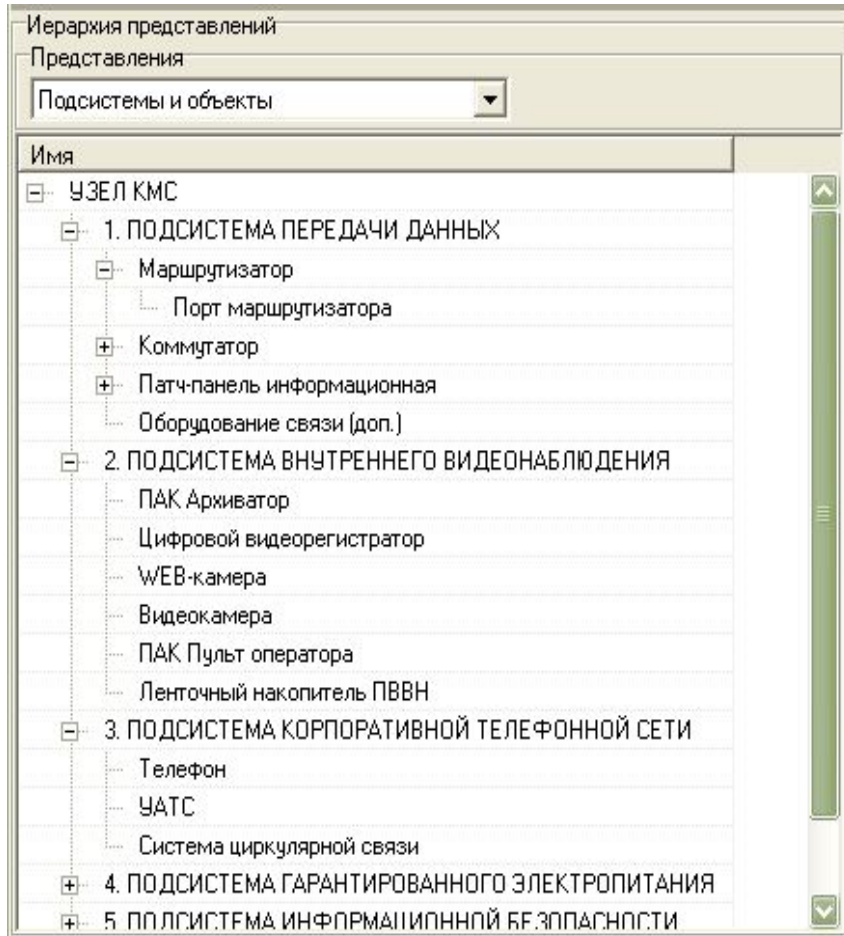 Иерархия представлений
Представления
Подсистемы и объекты
Имя
УЗЕЛ КМС
1. ПОДСИСТЕМА ПЕРЕДАЧИ ДАННЫХ
Маршрутизатор
Порт маршрутизатора
Коммутатор
Патч-панель информационная
Оборудование связи (доп.)
2. ПОДСИСТЕМА ВНУТРЕННЕГО ВИДЕОНАБЛЮДЕНИЯ
ПАК Архиватор
Цифровой видеорегистратор
WEB-камера
Видеокамера
ПАК Пульт оператора
Ленточный накопитель ПВВН
3. ПОДСИСТЕМА КОРПОРАТИВНОЙ ТЕЛЕФОННОЙ СЕТИ
Телефон
УАТС
Система циркулярной связи
4. ПОДСИСТЕМА ГАРАНТИРОВАННОГО ЭЛЕКТРОПИТАНИЯ
5. ПОДСИСТЕМА ИНФОРМАЦИОННОЙ БЕЗОПАСНОСТИ